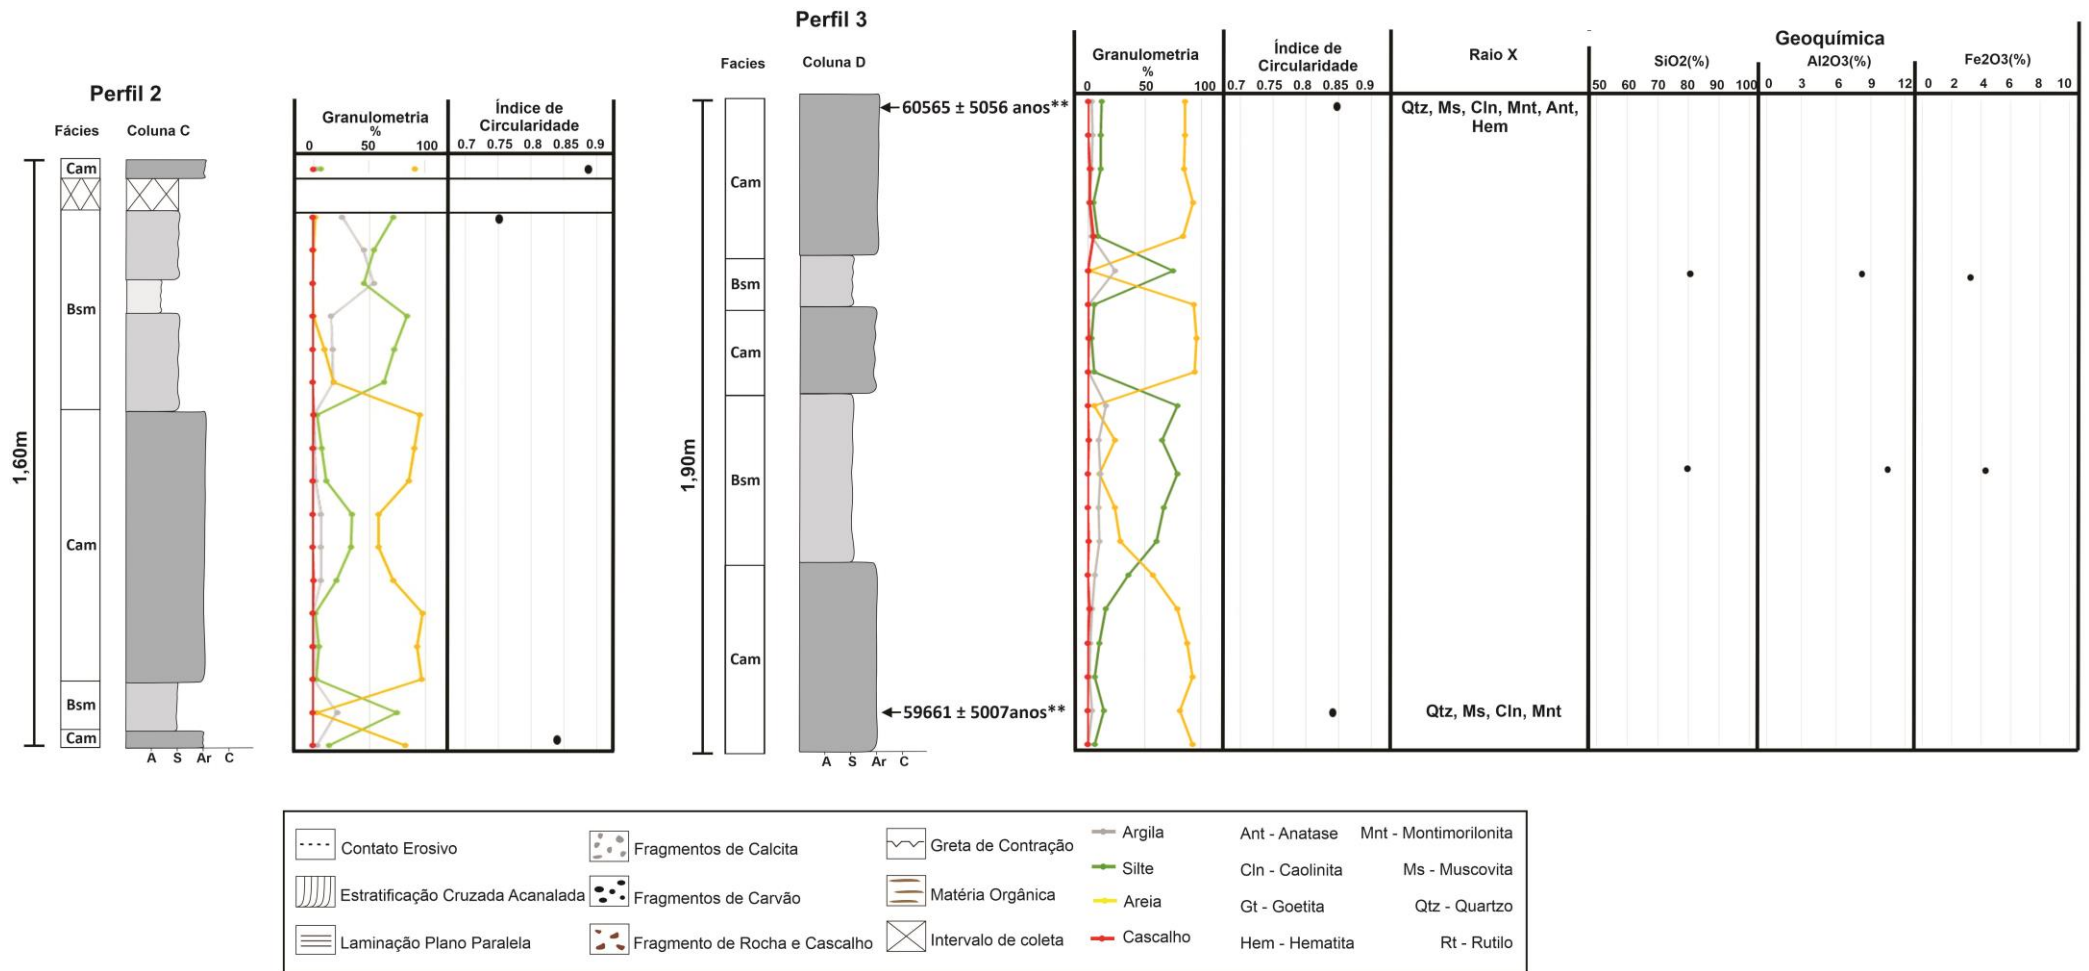 Perfil 2
Fácies
Coluna C
Granulometria
%
0 50 100
Índice de
Circularidade
0.7 0.75 0.8 0.85 0.9
1,60m
Cam
Bsm
Cam
Bsm
Cam
A S Ar C
Perfil 3
Facies
Coluna D
Granulometria
%
0 50 100
Índice de
Circularidade
0.7 0.75 0.8 0.85 0.9
Raio X
Geoquímica
SiO2(%)
50 60 70 80 90 100
Al2O3(%)
0 3 6 9 12
Fe2O3(%)
0 2 4 6 8 10
1,90m
Cam
Bsm
Cam
Bsm
Cam
60565 ± 5056 anos**
Qtz, Ms, Cln, Mnt, Ant,
Hem
59661 ± 5007anos**
Qtz, Ms, Cln, Mnt
A S Ar C
Contato Erosivo
Estratificação Cruzada Acanalada
Laminação Plano Paralela
Fragmentos de Calcita
Fragmentos de Carvão
Fragmento de Rocha e Cascalho
Greta de Contração
Matéria Orgânica
Intervalo de coleta
Argila
Silte
Areia
Cascalho
Ant - Anatase
Cln - Caolinita
Gt - Goetita
Hem - Hematita
Mnt - Montimorilonita
Ms - Muscovita
Qtz - Quartzo
Rt - Rutilo